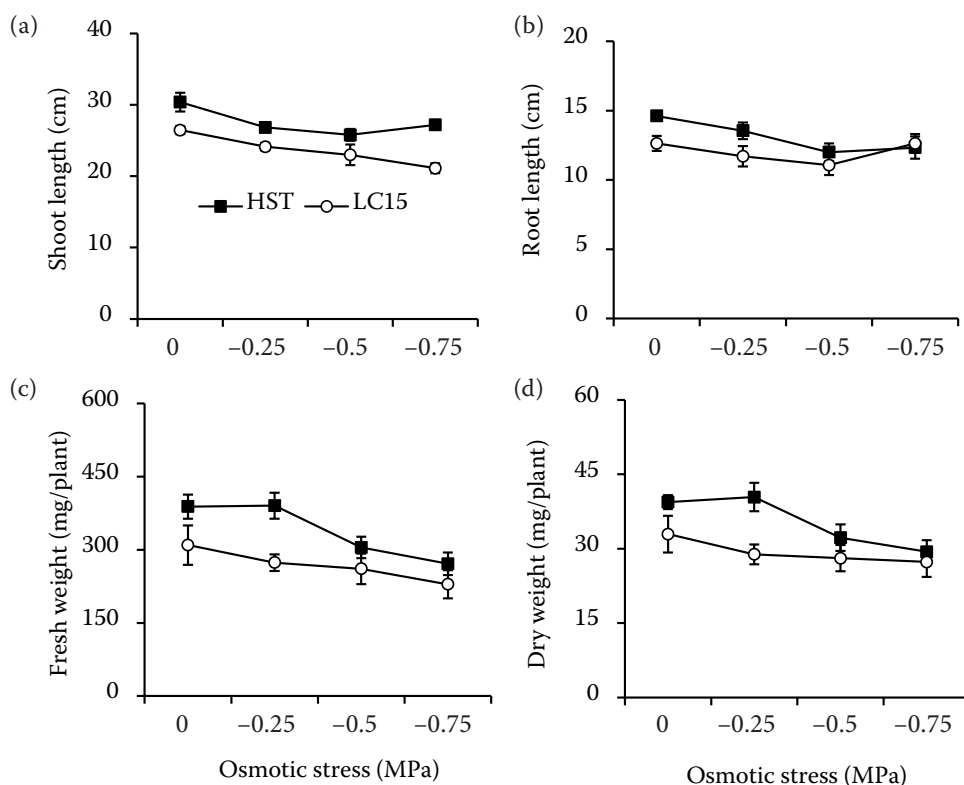 (a)
Shoot length (cm)
40
30
20
10
0
HST LC15
0 −0.25 −0.5 −0.75
(b)
Root length (cm)
20
15
10
5
0
0 −0.25 −0.5 −0.75
(c)
Fresh weight (mg/plant)
600
450
300
150
0
0 −0.25 −0.5 −0.75
Osmotic stress (MPa)
(d)
Dry weight (mg/plant)
60
45
30
15
0
0 −0.25 −0.5 −0.75
Osmotic stress (MPa)